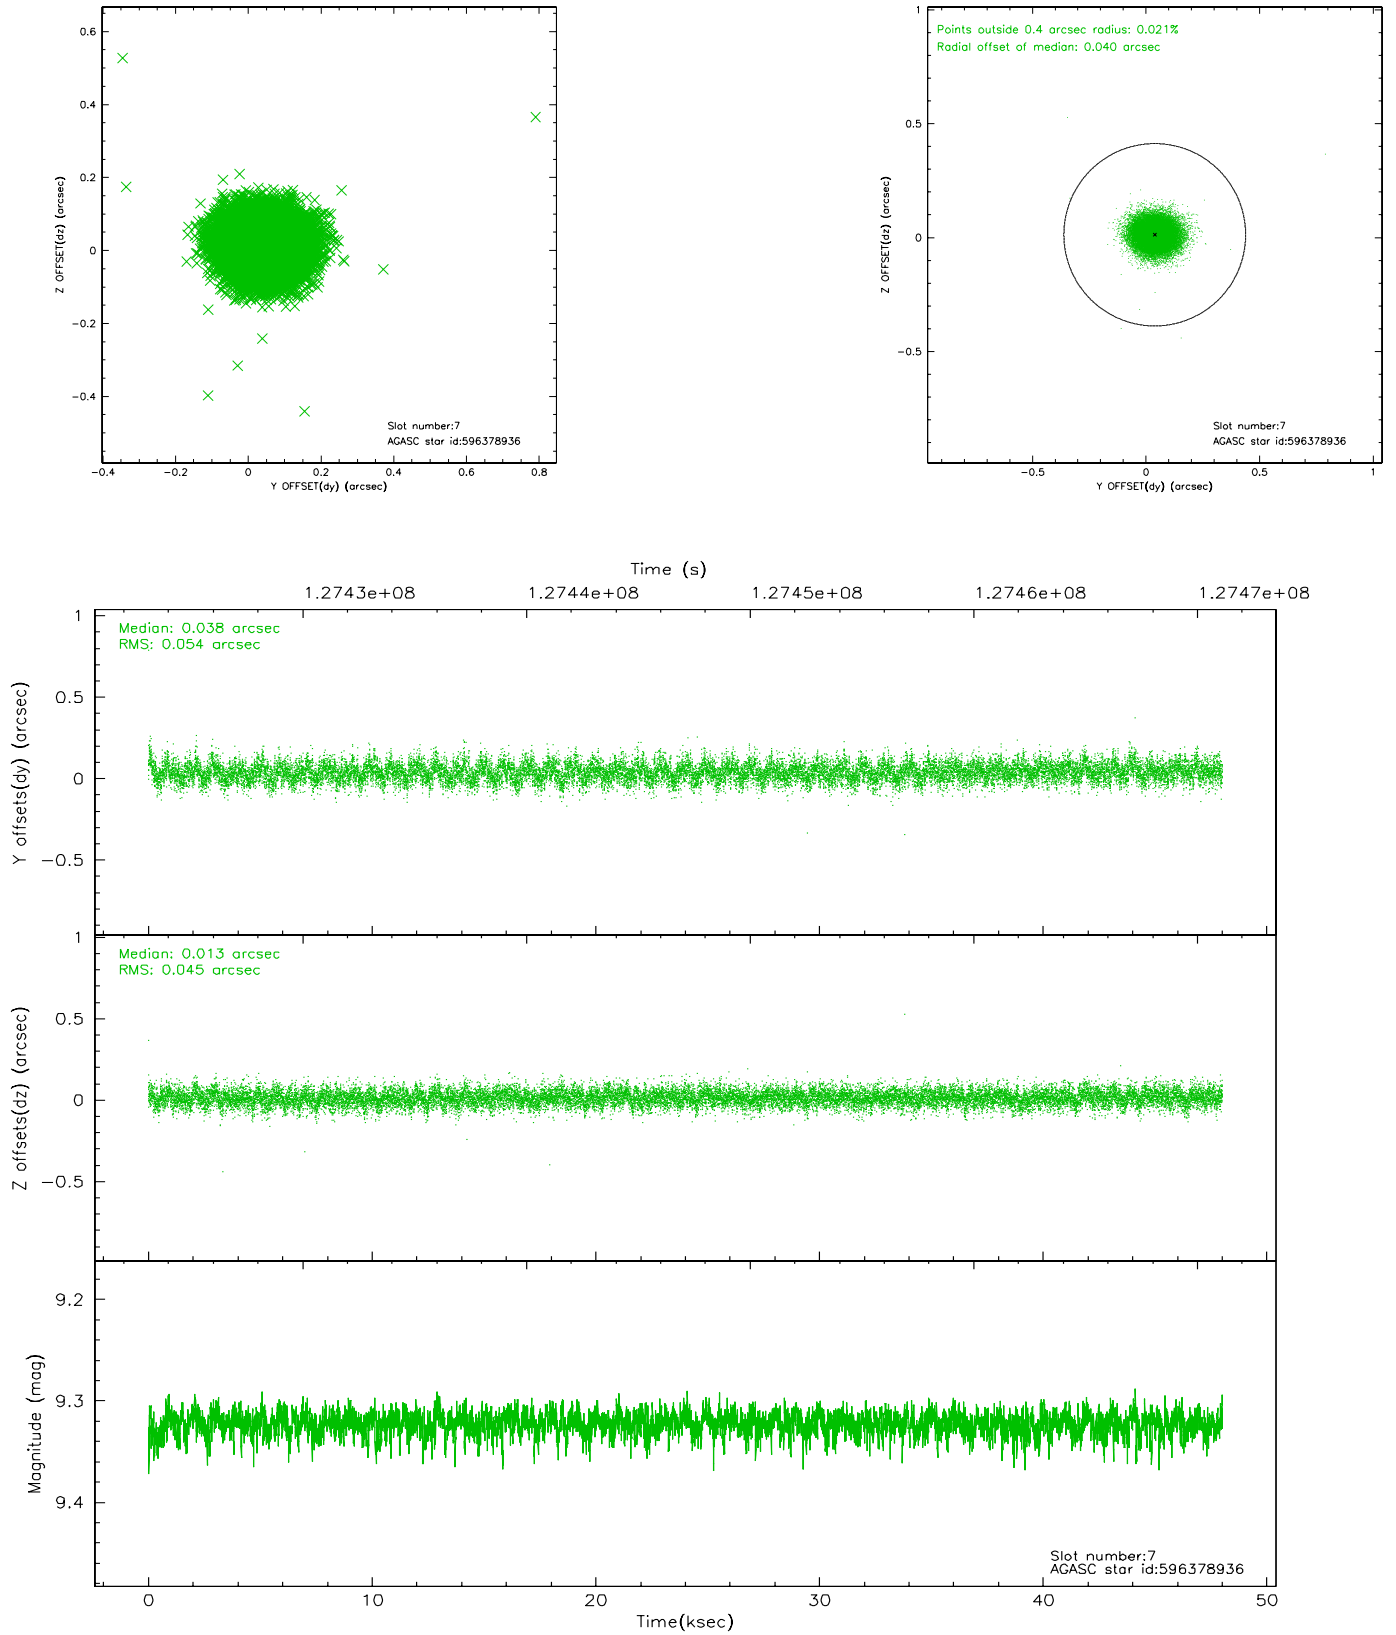 0.6
0.4
0.2
0
−0.2
−0.4
Z OFFSET(dz) (arcsec)
Slot number:7
AGASC star id:596378936
−0.4 −0.2 0 0.2 0.4 0.6 0.8
Y OFFSET(dy) (arcsec)
1
0.5
0
−0.5
Z OFFSET(dz) (arcsec)
Points outside 0.4 arcsec radius: 0.021%
Radial offset of median: 0.040 arcsec
Slot number:7
AGASC star id:596378936
−0.5 0 0.5 1
Y OFFSET(dy) (arcsec)
Time (s)
1.2743e+08 1.2744e+08 1.2745e+08 1.2746e+08 1.2747e+08
1
0.5
0
−0.5
Y offsets(dy) (arcsec)
Median: 0.038 arcsec
RMS: 0.054 arcsec
1
0.5
0
−0.5
Z offsets(dz) (arcsec)
Median: 0.013 arcsec
RMS: 0.045 arcsec
9.2
9.3
9.4
Magnitude (mag)
Slot number:7
AGASC star id:596378936
0 10 20 30 40 50
Time(ksec)